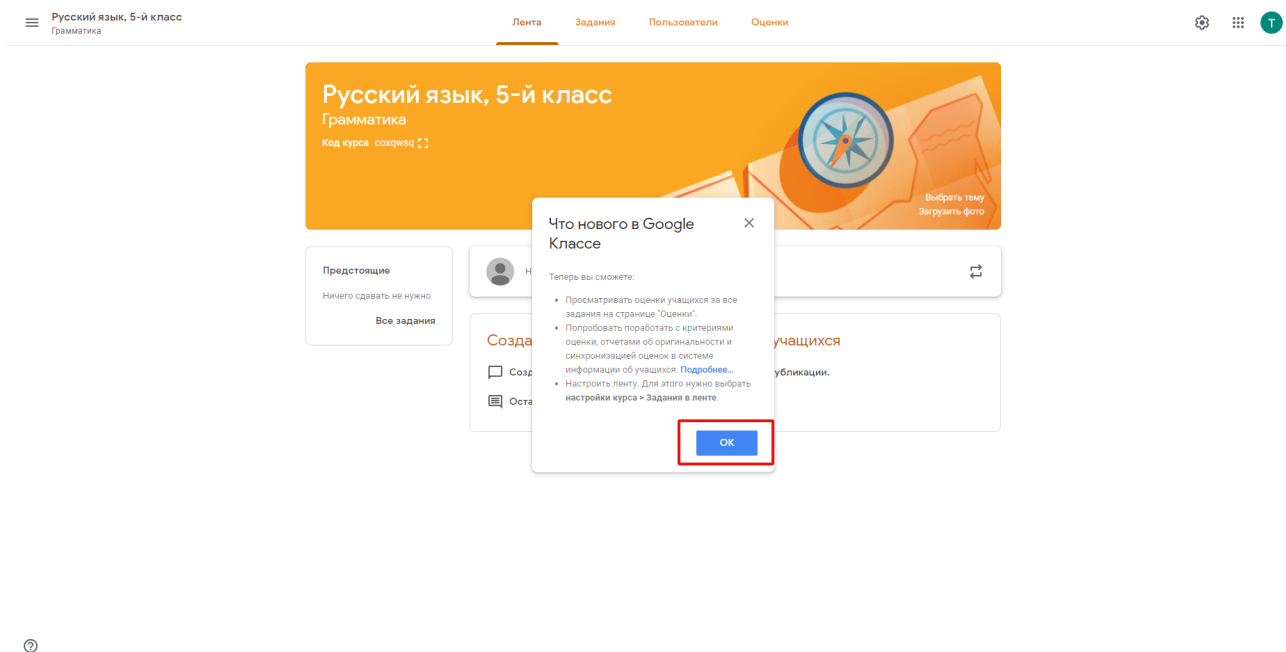 Русский язык, 5-й класс
Грамматика
Лента
Задания
Пользователи
Оценки
T
Русский язык, 5-й класс
Грамматика
Код курса coxqwsq
Выбрать тему
Загрузить фото
Что нового в Google
Классе
Теперь вы сможете:
Просматривать оценки учащихся за все
задания на странице "Оценки".
Попробовать поработать с критериями
оценки, отчетами об оригинальности и
синхронизацией оценок в системе
информации об учащихся. Подробнее...
Настроить ленту. Для этого нужно выбрать
настройки курса > Задания в ленте.
ОК
Предстоящие
Ничего сдавать не нужно
Все задания
Н
Созда
учащихся
Созд
убликации.
Оста